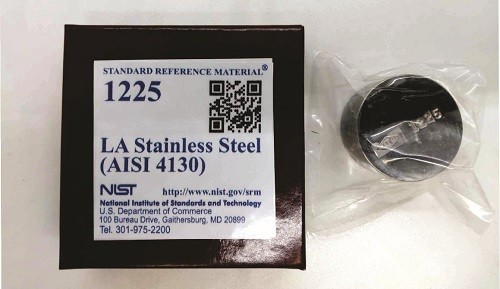 STANDARD REFERENCE MATERIAL®
1225
LA Stainless Steel
(AISI 4130)
NIST http://www.nist.gov/srm
National Institute of Standards and Technology
U.S. Department of Commerce
100 Bureau Drive, Gaithersburg, MD 20899
Tel. 301-975-2200